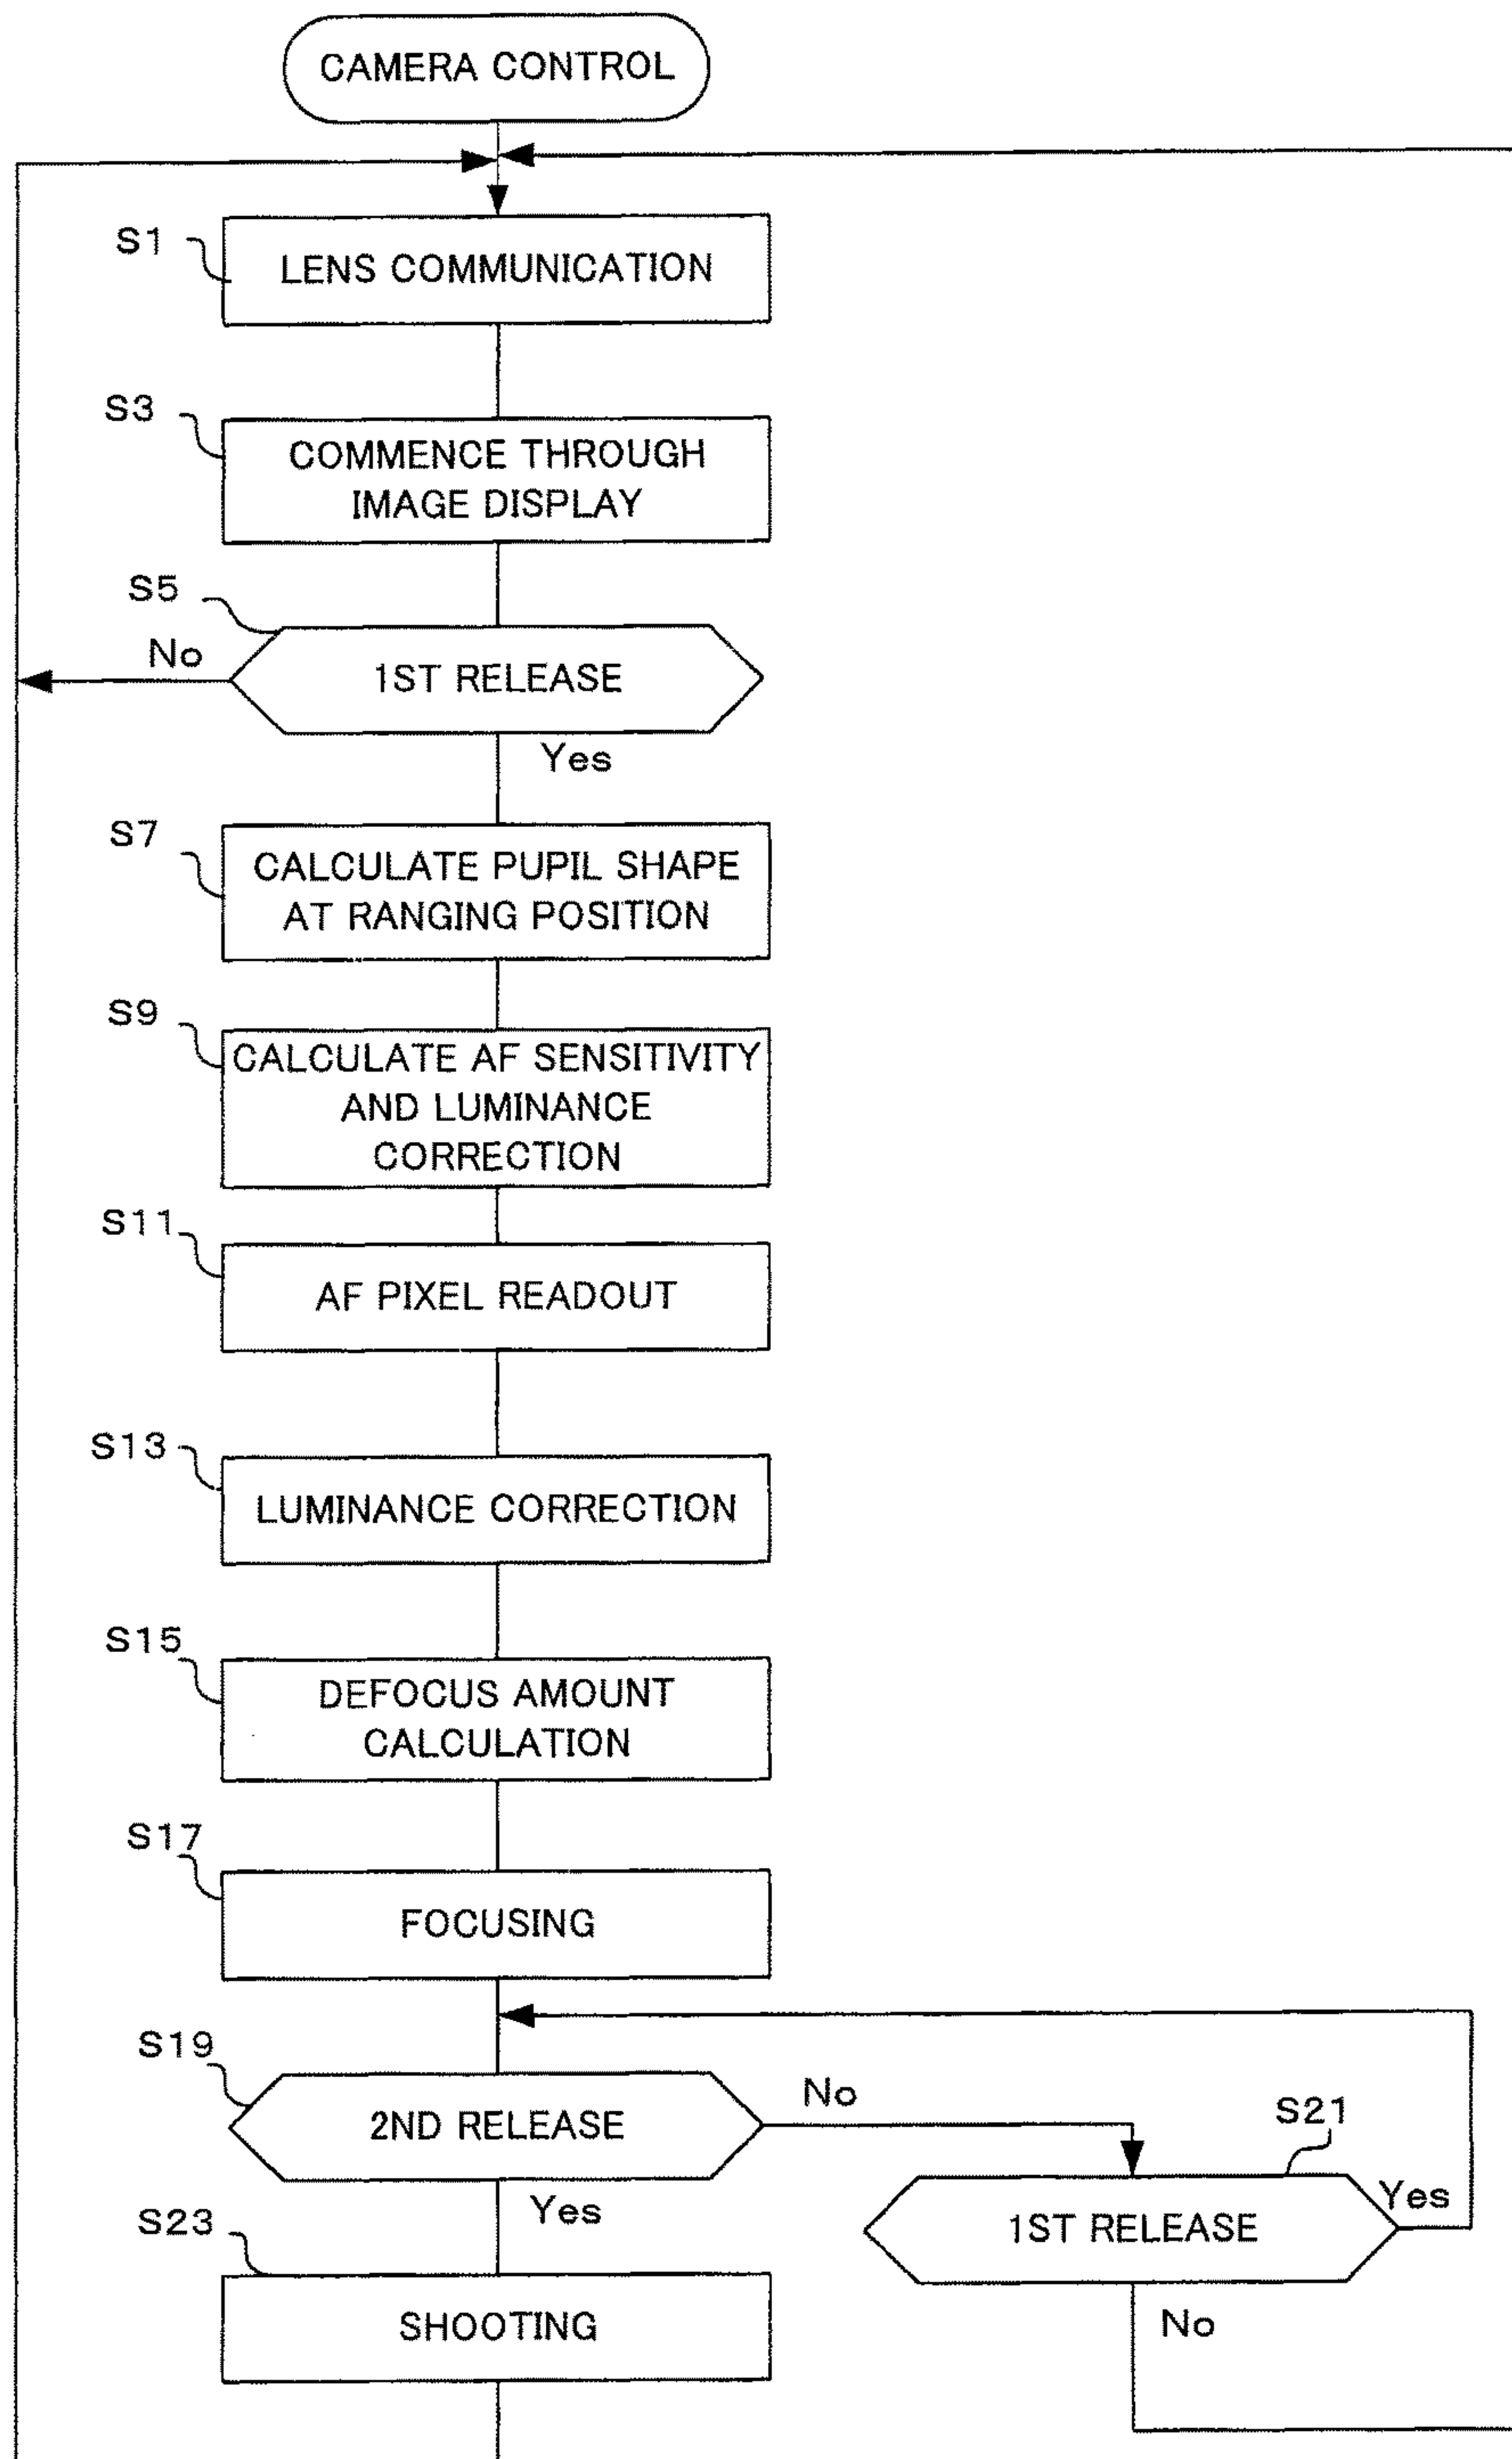 CAMERA CONTROL
S1
LENS COMMUNICATION
S3
COMMENCE THROUGH
IMAGE DISPLAY
S5
No
1ST RELEASE
Yes
S7
CALCULATE PUPIL SHAPE
AT RANGING POSITION
S9
CALCULATE AF SENSITIVITY
AND LUMINANCE
CORRECTION
S11
AF PIXEL READOUT
S13
LUMINANCE CORRECTION
S15
DEFOCUS AMOUNT
CALCULATION
S17
FOCUSING
S19
2ND RELEASE
No
S21
Yes
1ST RELEASE
Yes
No
S23
SHOOTING